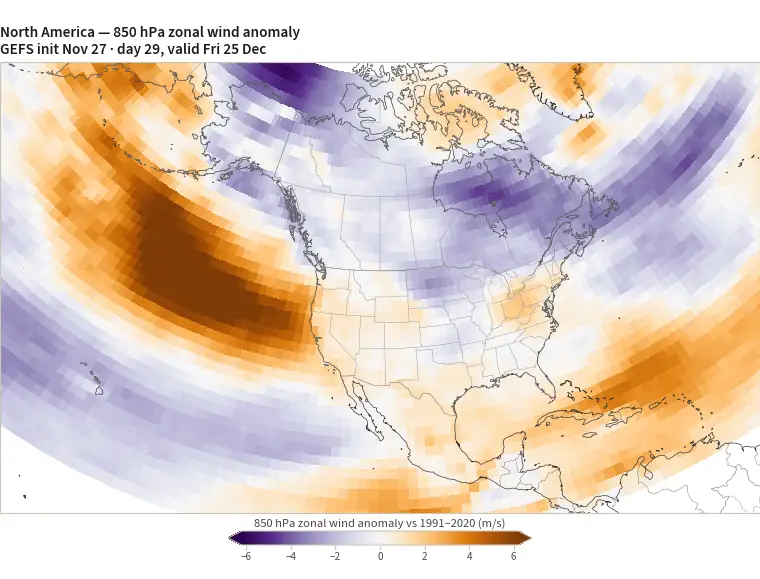 North America — 850 hPa zonal wind anomaly
GEFS init Nov 27 · day 29, valid Fri 25 Dec
850 hPa zonal wind anomaly vs 1991–2020 (m/s)
−6 −4 −2 0 2 4 6